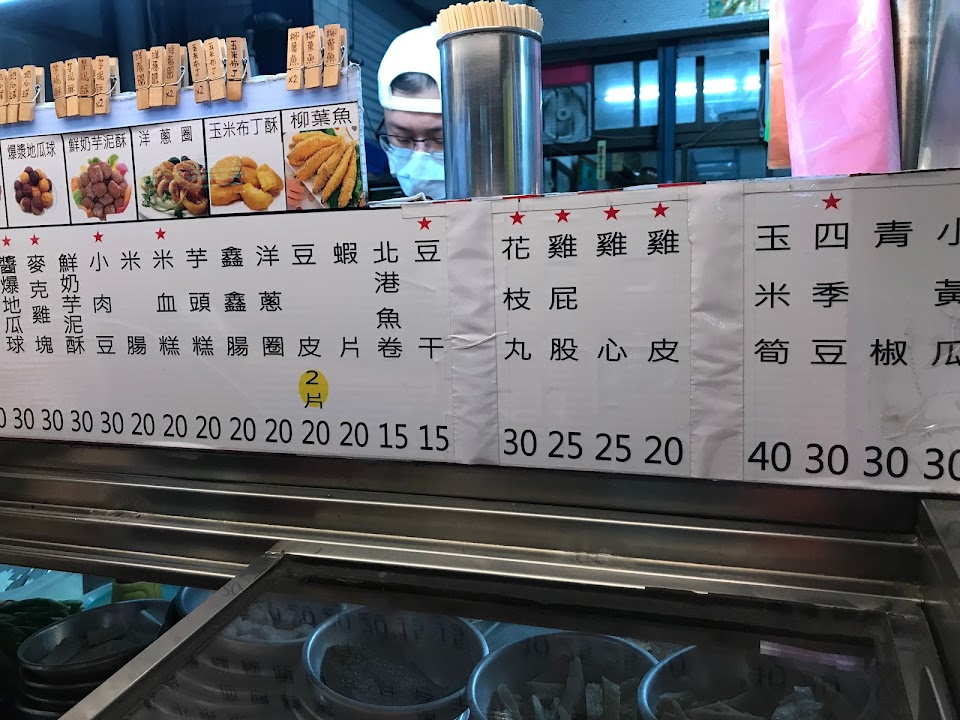 爆漿地瓜球
鮮奶芋泥酥
洋蔥圈
玉米布丁酥
柳葉魚
醬爆地瓜球 30
麥克雞塊 30
鮮奶芋泥酥 30
小肉豆 30
米腸 20
米血糕 20
芋頭糕 20
鑫鑫腸 20
洋蔥圈 20
豆皮 2片 20
蝦片 20
北港魚卷 15
豆干 15
花枝丸 30
雞屁股 25
雞心 25
雞皮 20
玉米筍 40
四季豆 30
青椒 30
小黃瓜 30